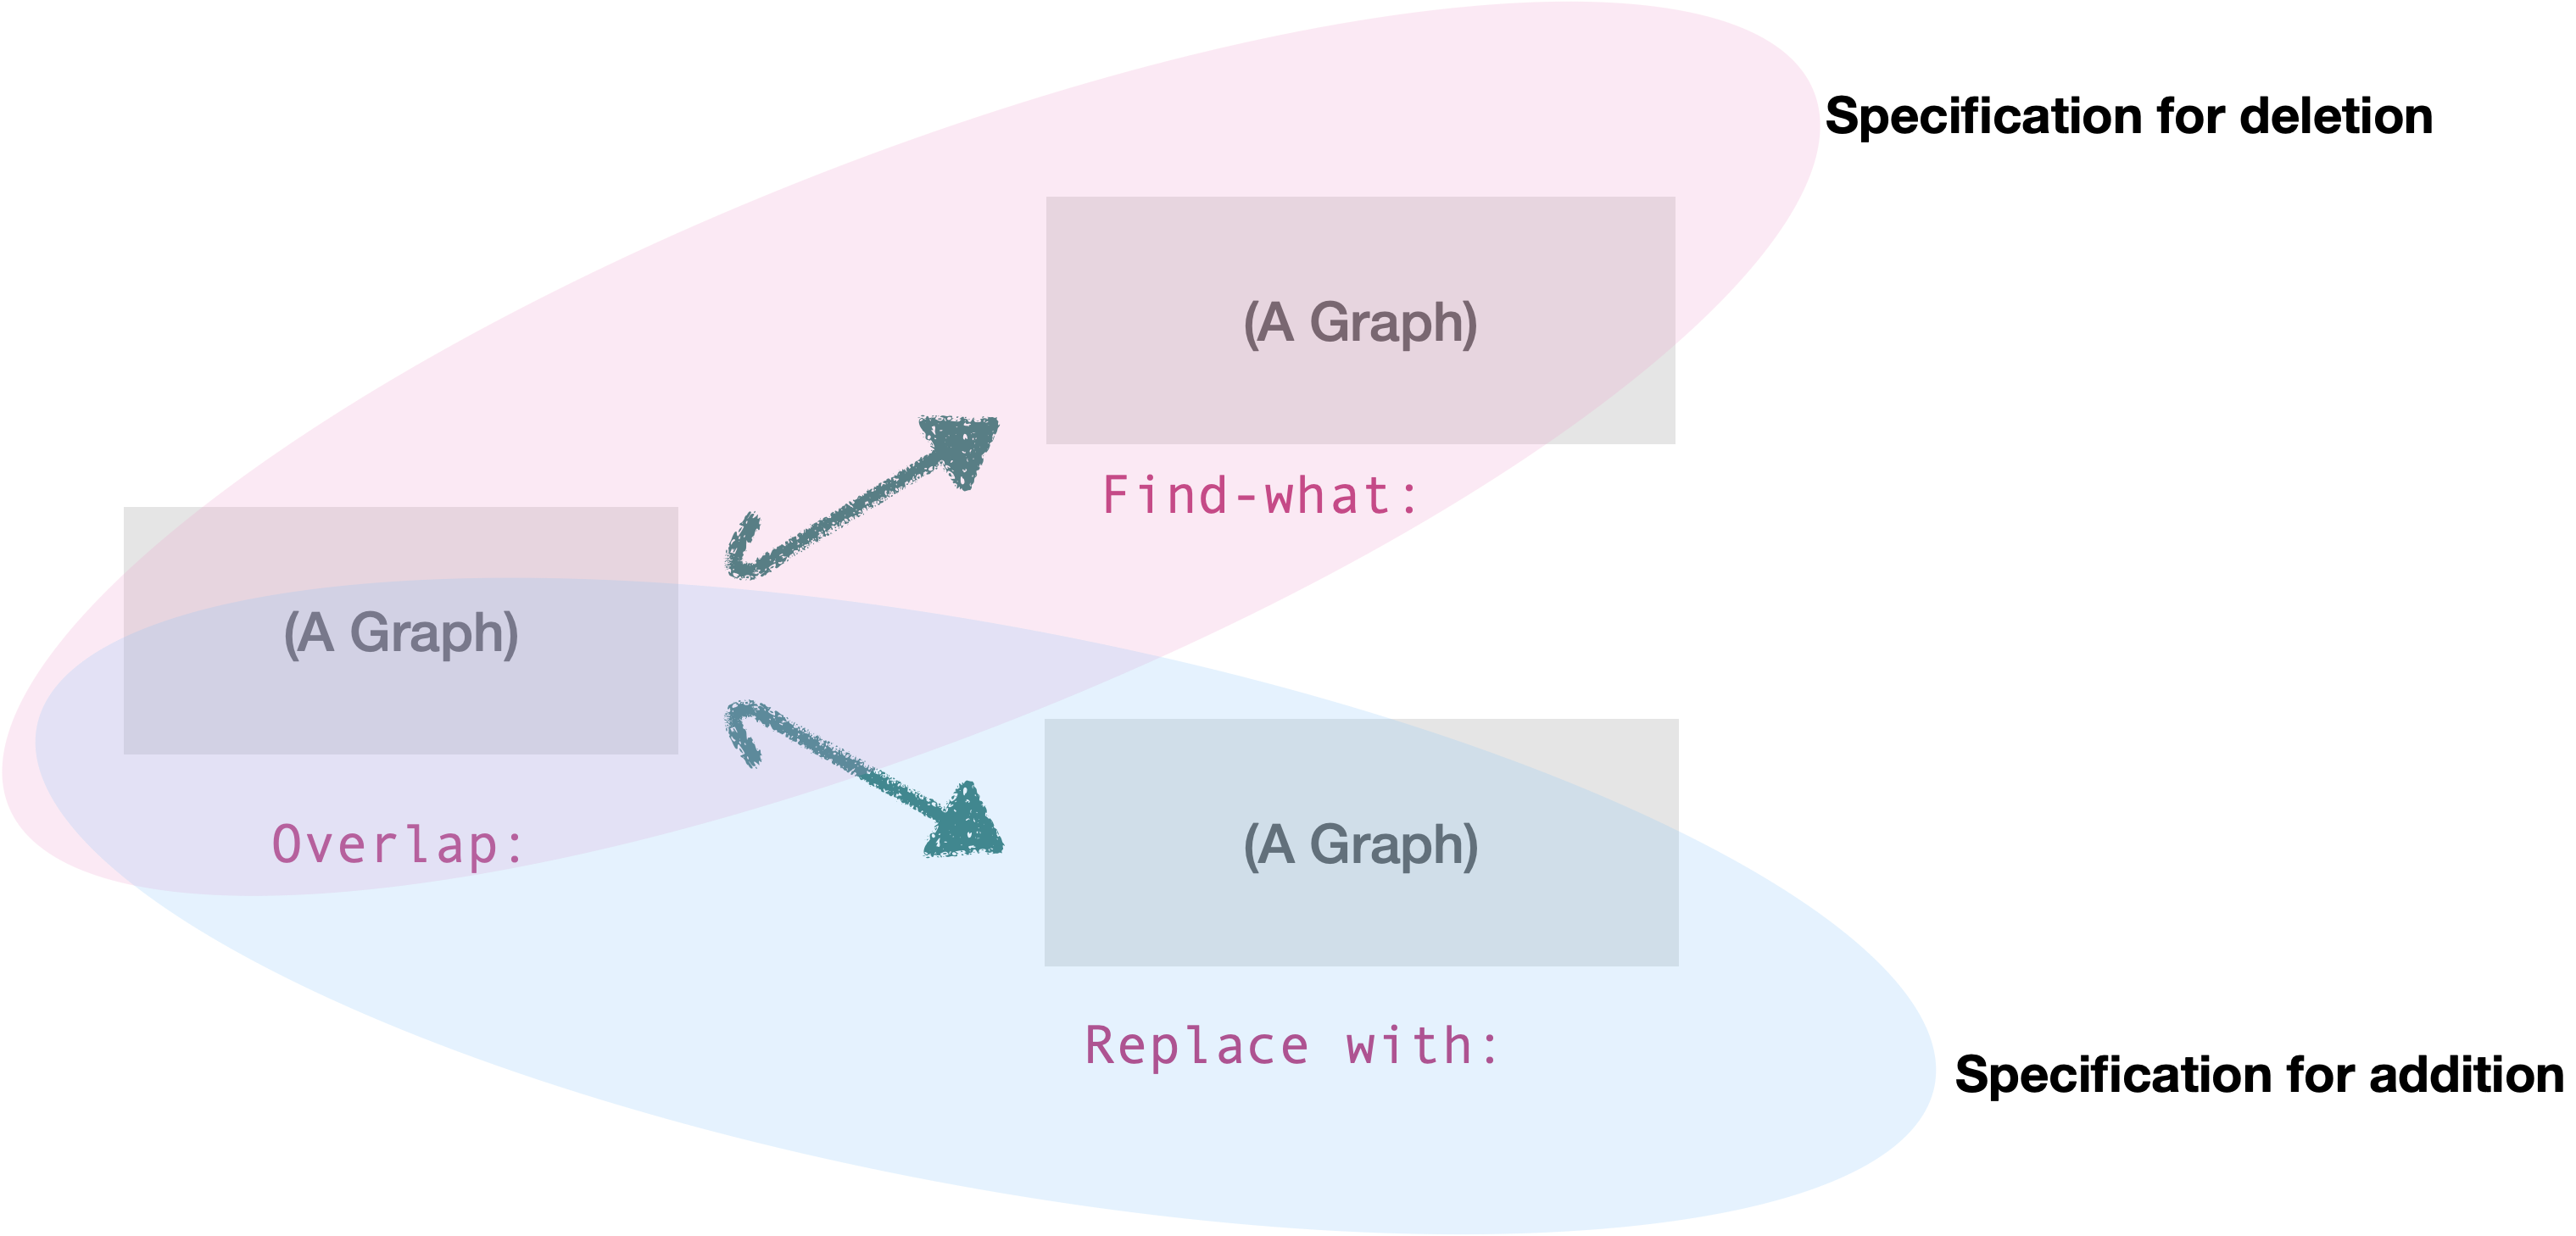 Specification for deletion
(A Graph)
Find-what:
(A Graph)
Overlap:
(A Graph)
Replace with:
Specification for addition